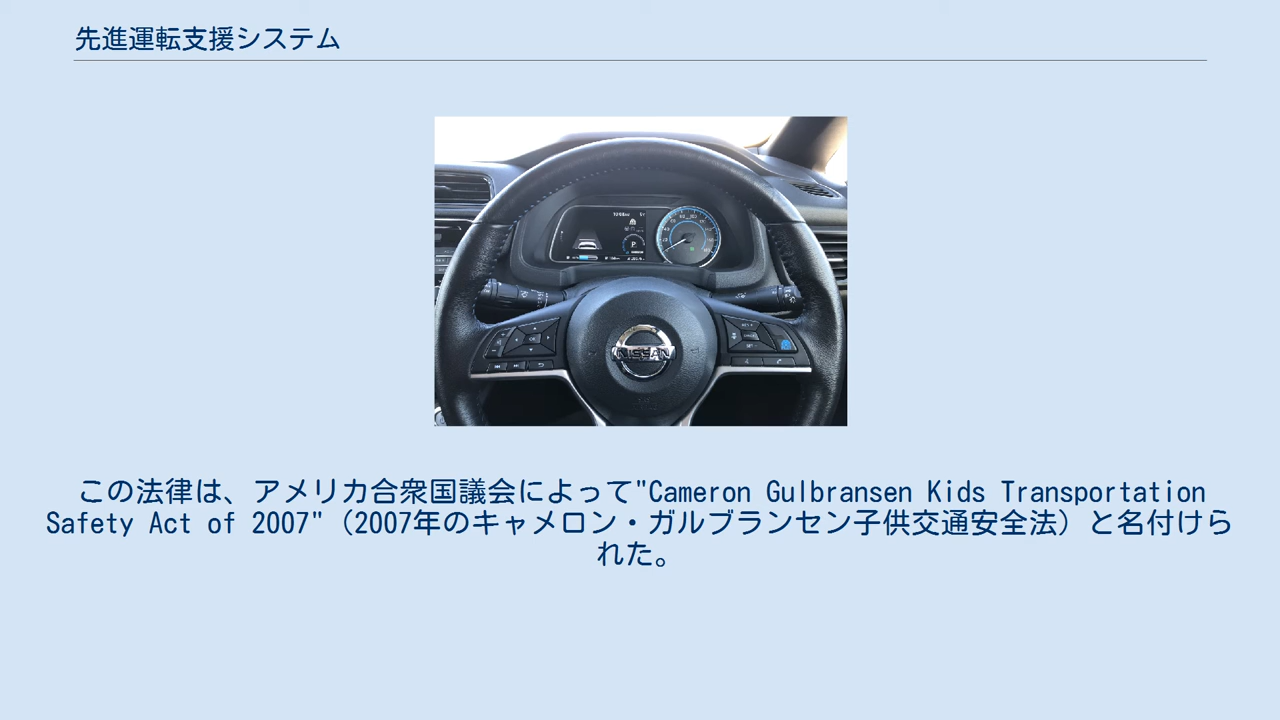 先進運転支援システム
NISSAN
この法律は、アメリカ合衆国議会によって"Cameron Gulbransen Kids Transportation
Safety Act of 2007"（2007年のキャメロン・ガルブランセン子供交通安全法）と名付けら
れた。